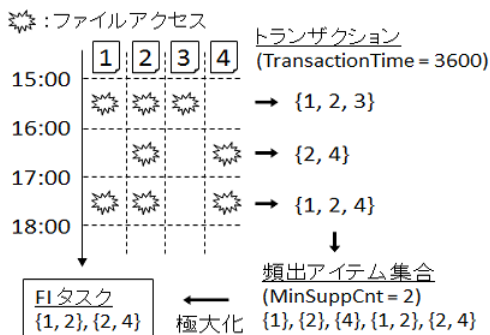 ：ファイルアクセス
トランザクション
(TransactionTime = 3600)
1 2 3 4
15:00
→ {1, 2, 3}
16:00
→ {2, 4}
17:00
→ {1, 2, 4}
18:00
頻出アイテム集合
(MinSuppCnt = 2)
{1}, {2}, {4}, {1, 2}, {2, 4}
極大化
FIタスク
{1, 2}, {2, 4}